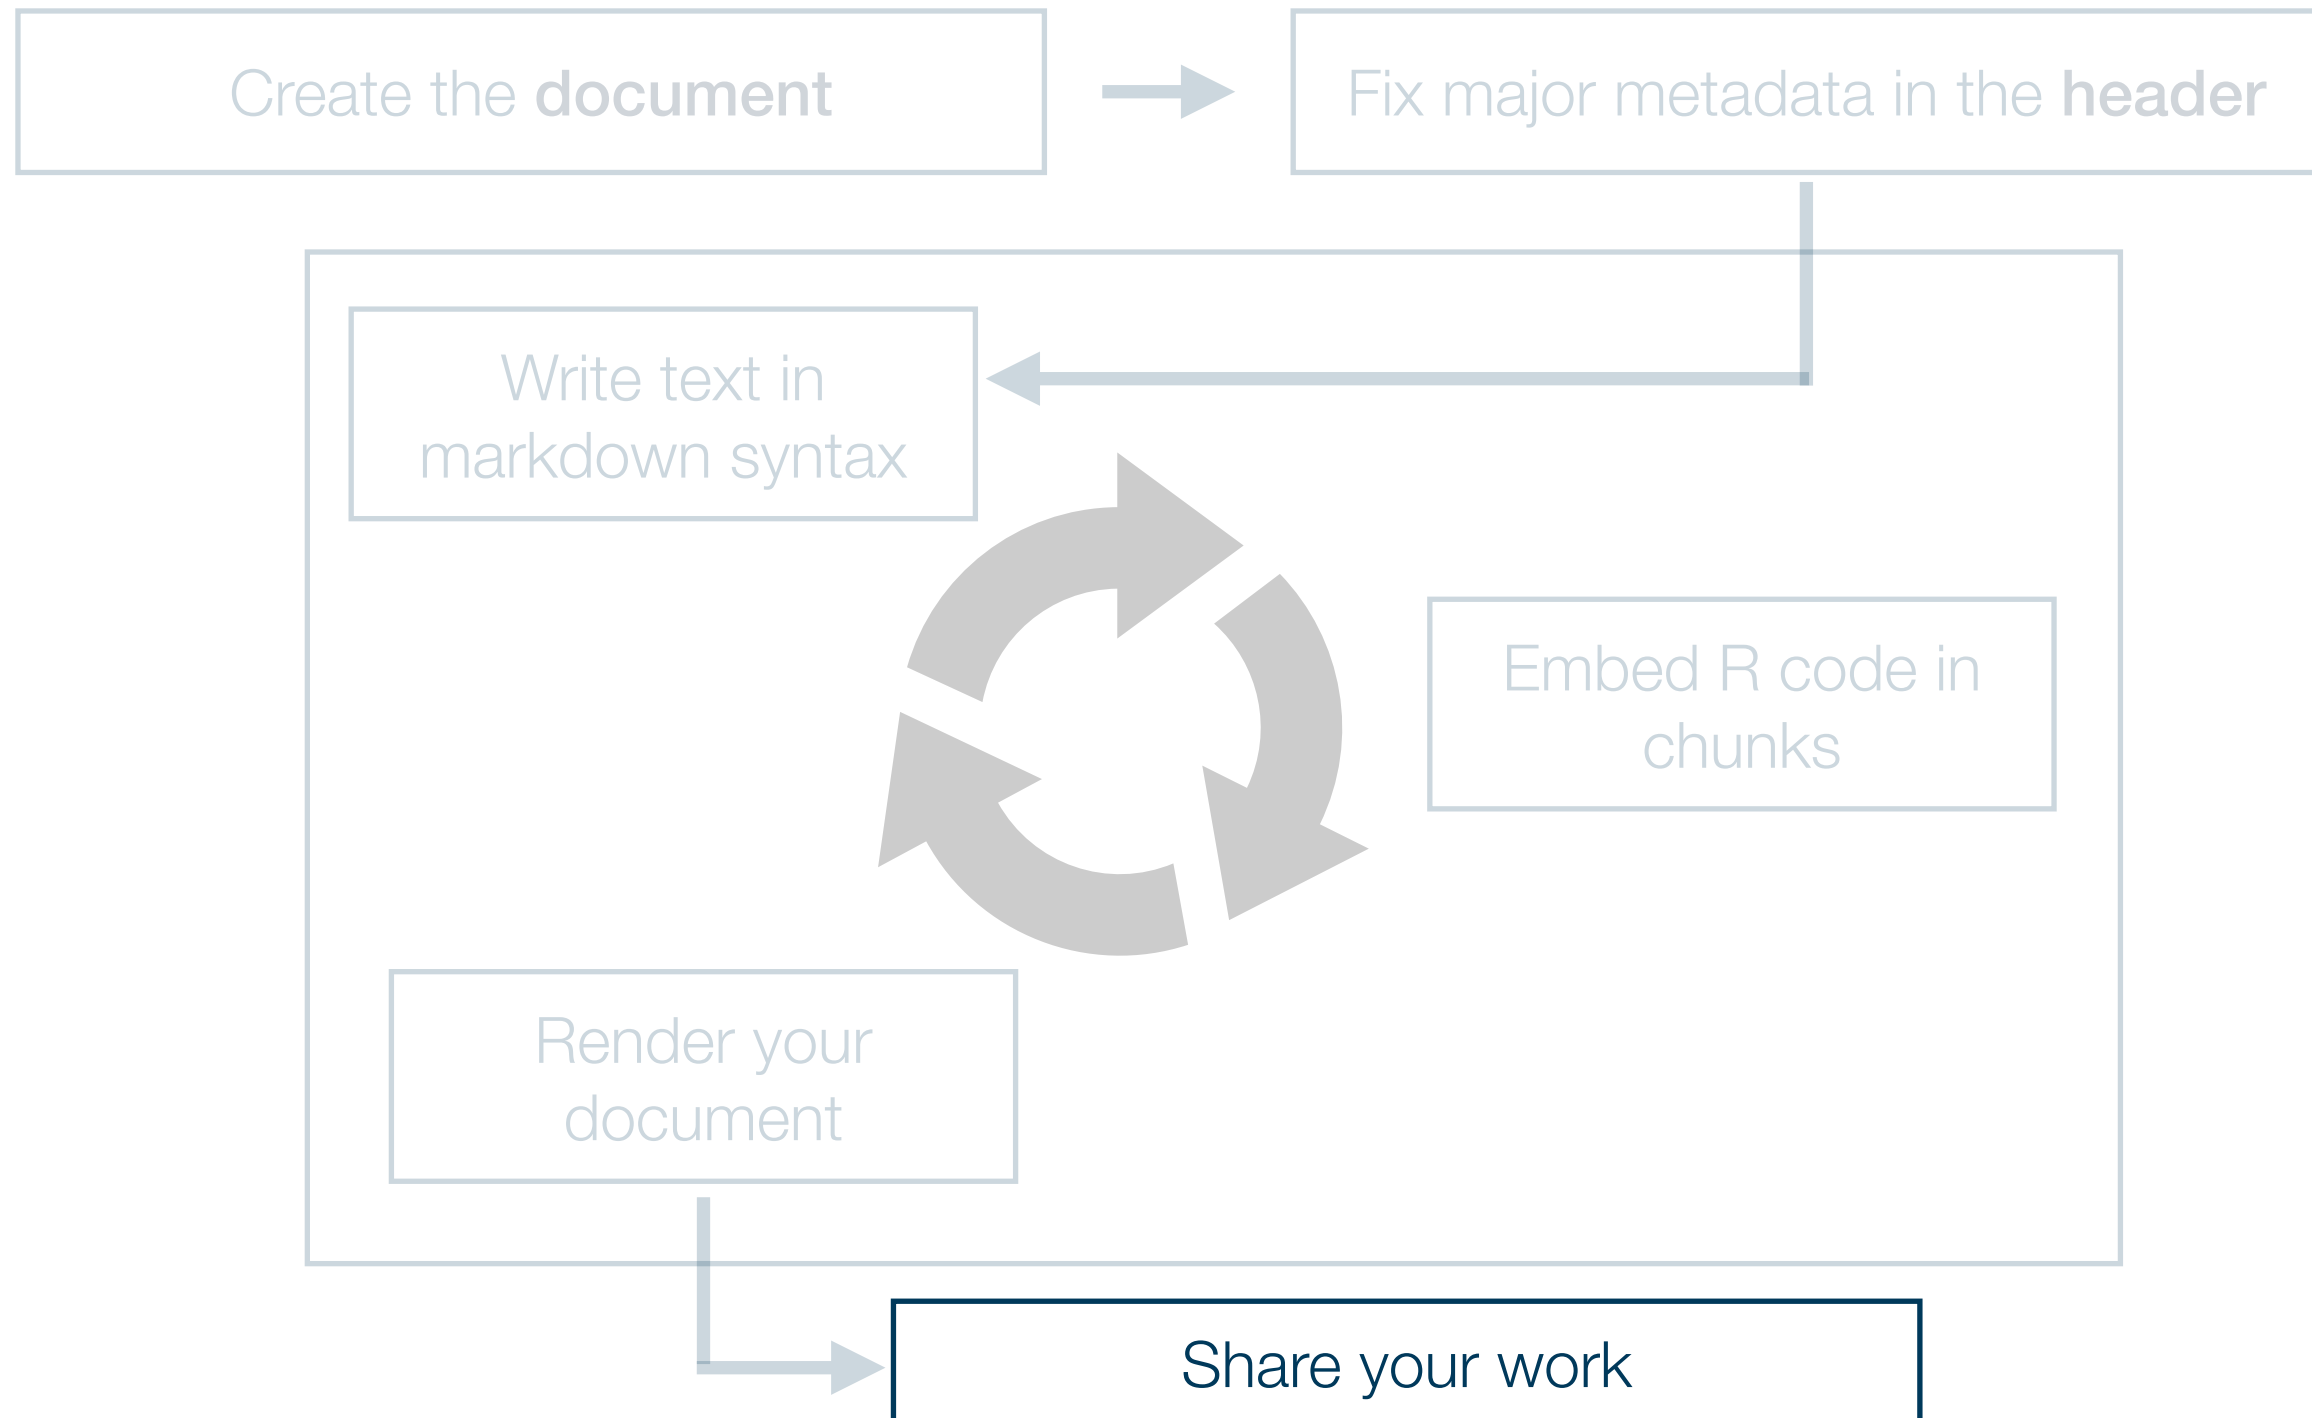 Create the document
Fix major metadata in the header
Write text in
markdown syntax
Embed R code in
chunks
Render your
document
Share your work